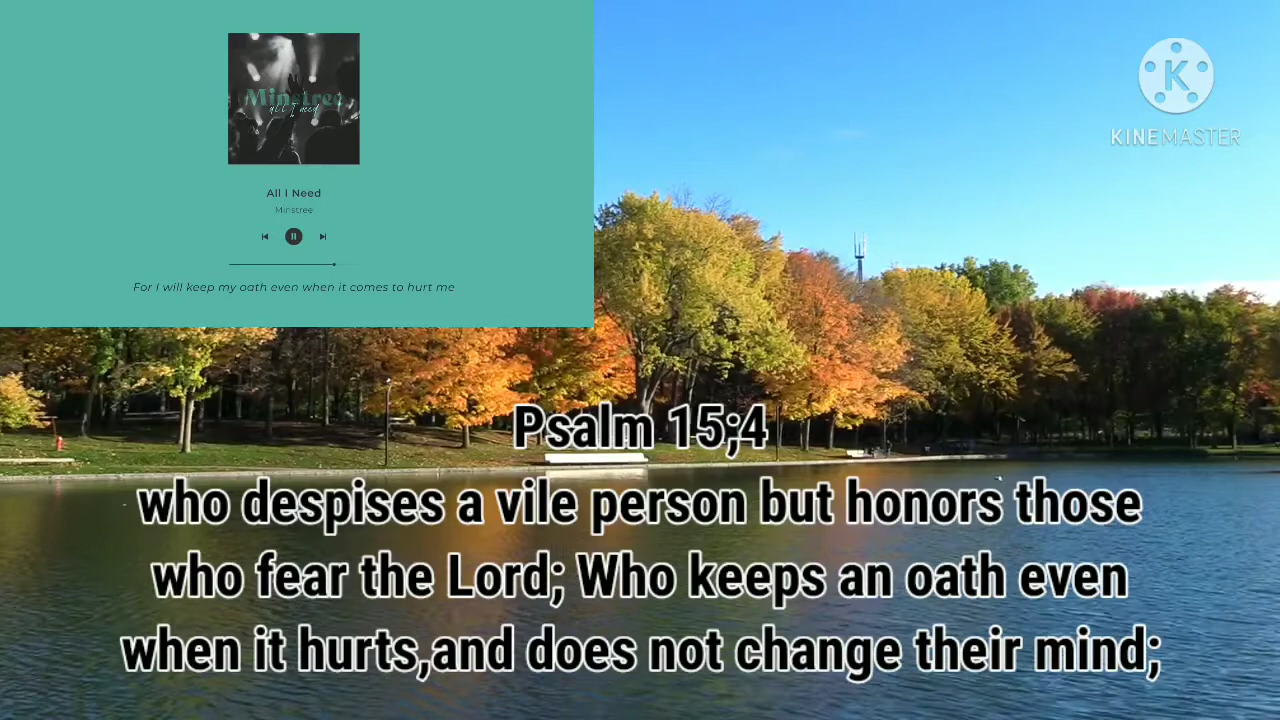 Minstree
all I need
All I Need
Minstree
For I will keep my oath even when it comes to hurt me
K
KINEMASTER
Psalm 15;4
who despises a vile person but honors those
who fear the Lord; Who keeps an oath even
when it hurts,and does not change their mind;